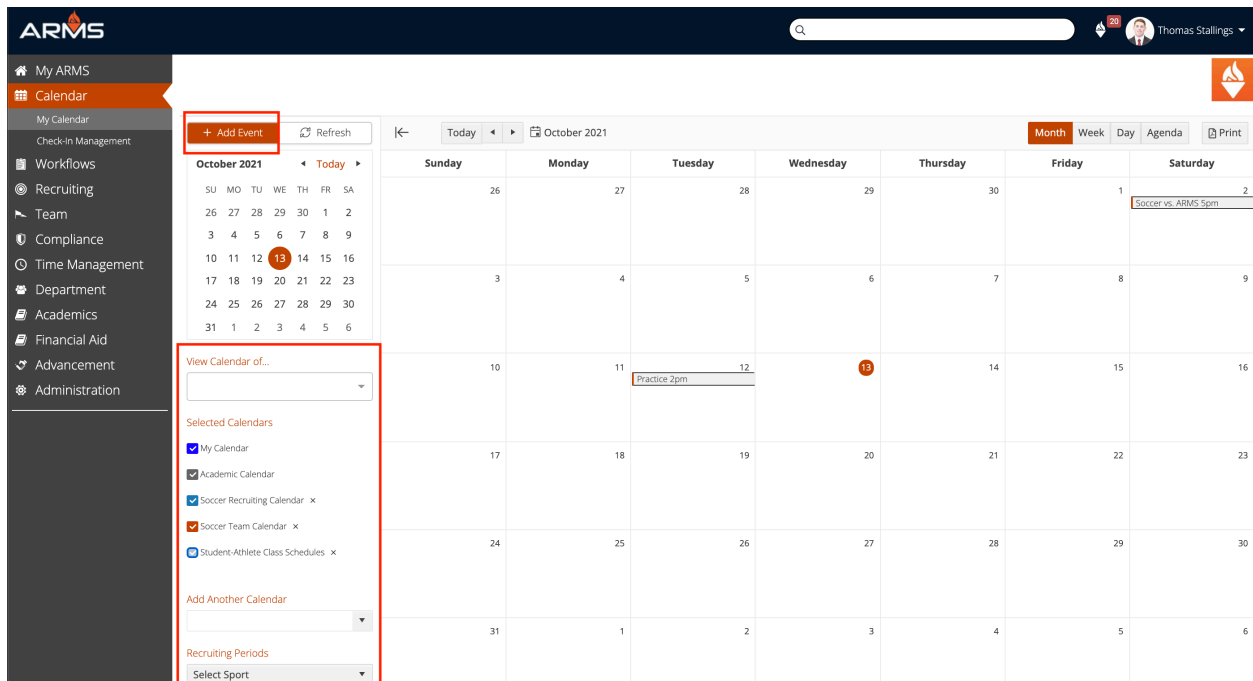 ARMS
20
Thomas Stallings
My ARMS
Calendar
My Calendar
Check-In Management
Workflows
Recruiting
Team
Compliance
Time Management
Department
Academics
Financial Aid
Advancement
Administration
+ Add Event
Refresh
October 2021 Today
SU MO TU WE TH FR SA
26 27 28 29 30 1 2
3 4 5 6 7 8 9
10 11 12 13 14 15 16
17 18 19 20 21 22 23
24 25 26 27 28 29 30
31 1 2 3 4 5 6
View Calendar of...
Selected Calendars
My Calendar
Academic Calendar
Soccer Recruiting Calendar ×
Soccer Team Calendar ×
Student-Athlete Class Schedules ×
Add Another Calendar
Recruiting Periods
Select Sport
Today October 2021
Month Week Day Agenda Print
Sunday Monday Tuesday Wednesday Thursday Friday Saturday
26 27 28 29 30 1 2
Soccer vs. ARMS 5pm
3 4 5 6 7 8 9
10 11 12 13 14 15 16
Practice 2pm
17 18 19 20 21 22 23
24 25 26 27 28 29 30
31 1 2 3 4 5 6